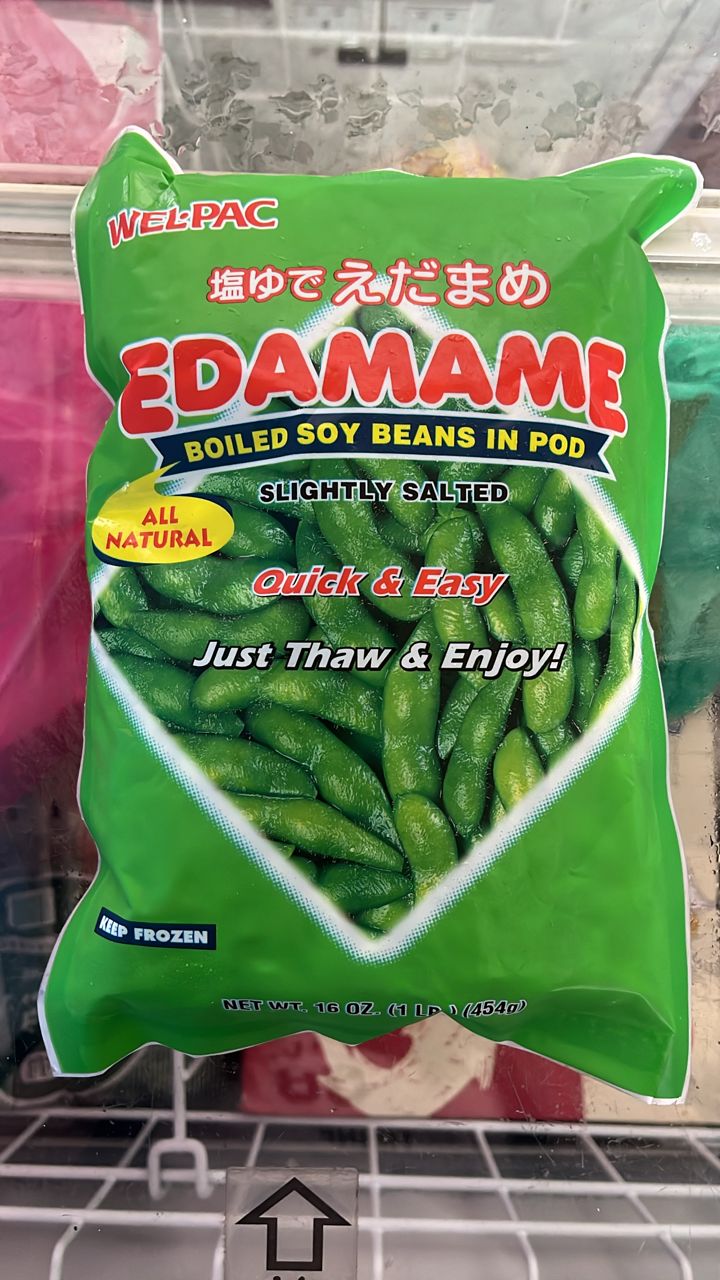 WEL-PAC
塩ゆで えだまめ
EDAMAME
BOILED SOY BEANS IN POD
SLIGHTLY SALTED
ALL
NATURAL
Quick & Easy
Just Thaw & Enjoy!
KEEP FROZEN
NET WT. 16 OZ. (1 LB.) (454g)